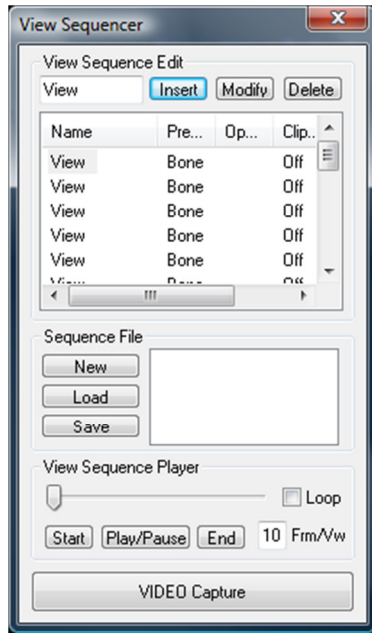 View Sequencer
View Sequence Edit
View Insert Modify Delete
Name Pre... Op... Clip..
View Bone Off
View Bone Off
View Bone Off
View Bone Off
View Bone Off
Sequence File
New
Load
Save
View Sequence Player
Loop
Start Play/Pause End 10 Frm/Vw
VIDEO Capture